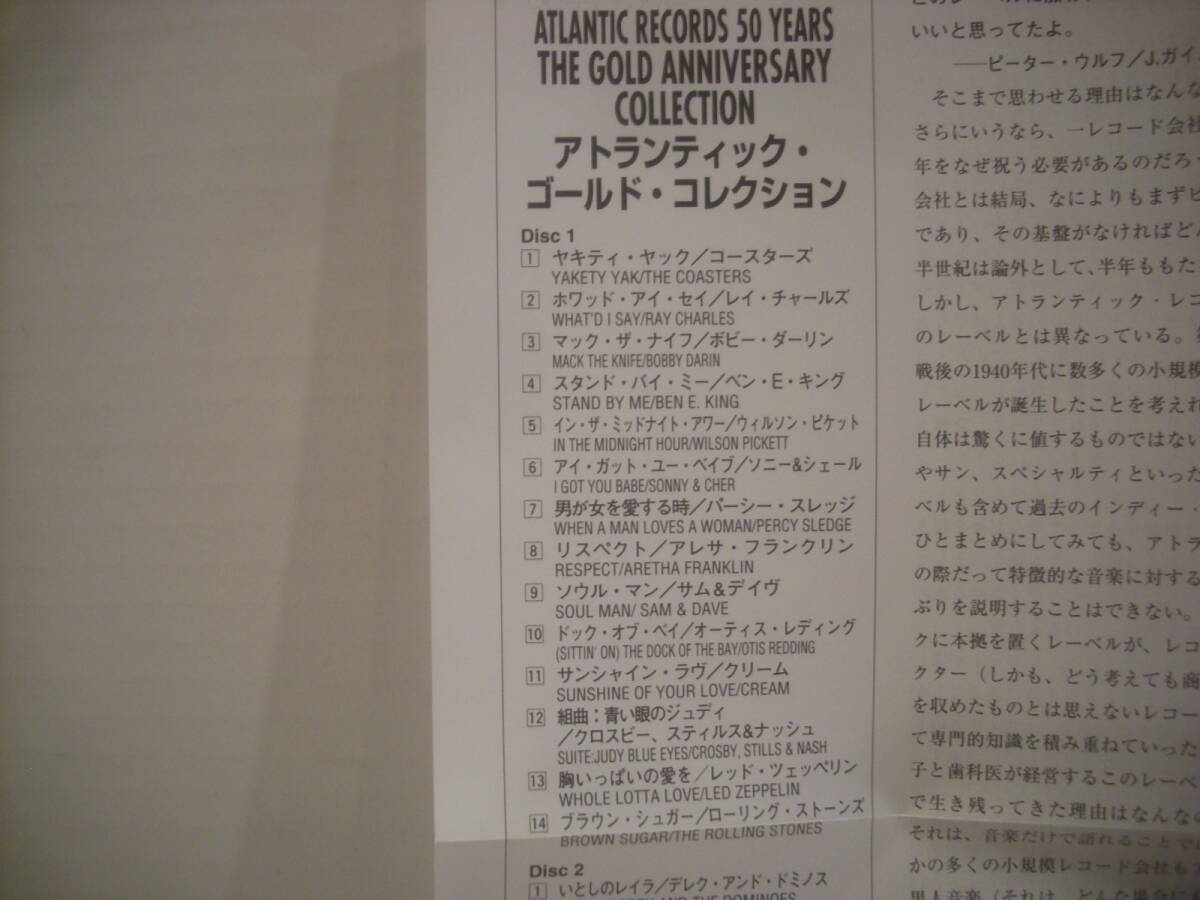 ATLANTIC RECORDS 50 YEARS
THE GOLD ANNIVERSARY
COLLECTION
アトランティック・
ゴールド・コレクション
Disc 1
1 ヤキティ・ヤック／コースターズ
YAKETY YAK/THE COASTERS
2 ホワッド・アイ・セイ／レイ・チャールズ
WHAT'D I SAY/RAY CHARLES
3 マック・ザ・ナイフ／ボビー・ダーリン
MACK THE KNIFE/BOBBY DARIN
4 スタンド・バイ・ミー／ベン・E・キング
STAND BY ME/BEN E. KING
5 イン・ザ・ミッドナイト・アワー／ウィルソン・ピケット
IN THE MIDNIGHT HOUR/WILSON PICKETT
6 アイ・ガット・ユー・ベイブ／ソニー&シェール
I GOT YOU BABE/SONNY & CHER
7 男が女を愛する時／パーシー・スレッジ
WHEN A MAN LOVES A WOMAN/PERCY SLEDGE
8 リスペクト／アレサ・フランクリン
RESPECT/ARETHA FRANKLIN
9 ソウル・マン／サム&デイヴ
SOUL MAN/ SAM & DAVE
10 ドック・オブ・ベイ／オーティス・レディング
(SITTIN' ON) THE DOCK OF THE BAY/OTIS REDDING
11 サンシャイン・ラヴ／クリーム
SUNSHINE OF YOUR LOVE/CREAM
12 組曲：青い眼のジュディ
／クロスビー、スティルス&ナッシュ
SUITE:JUDY BLUE EYES/CROSBY, STILLS & NASH
13 胸いっぱいの愛を／レッド・ツェッペリン
WHOLE LOTTA LOVE/LED ZEPPELIN
14 ブラウン・シュガー／ローリング・ストーンズ
BROWN SUGAR/THE ROLLING STONES
Disc 2
1 いとしのレイラ／デレク・アンド・ドミノス
AND THE DOMINOES
いいと思ってたよ。
──ピーター・ウルフ／J.ガイ
そこまで思わせる理由はなんな
さらにいうなら、一レコード会社
年をなぜ祝う必要があるのだろ
会社とは結局、なによりもまずビ
であり、その基盤がなければど
半世紀は論外として、半年ももた
しかし、アトランティック・レコ
のレーベルとは異なっている。
戦後の1940年代に数多くの小規模
レーベルが誕生したことを考えれ
自体は驚くに値するものではない
やサン、スペシャルティといった
ベルも含めて過去のインディー・
ひとまとめにしてみても、アトラ
の際だって特徴的な音楽に対する
ぶりを説明することはできない。
クに本拠を置くレーベルが、レコ
クター（しかも、どう考えても商
を収めたものとは思えないレコー
て専門的知識を積み重ねていった
子と歯科医が経営するこのレーベ
で生き残ってきた理由はなんな
それは、音楽だけで語れることで
かの多くの小規模レコード会社も
黒人音楽（それは、どんな場合に